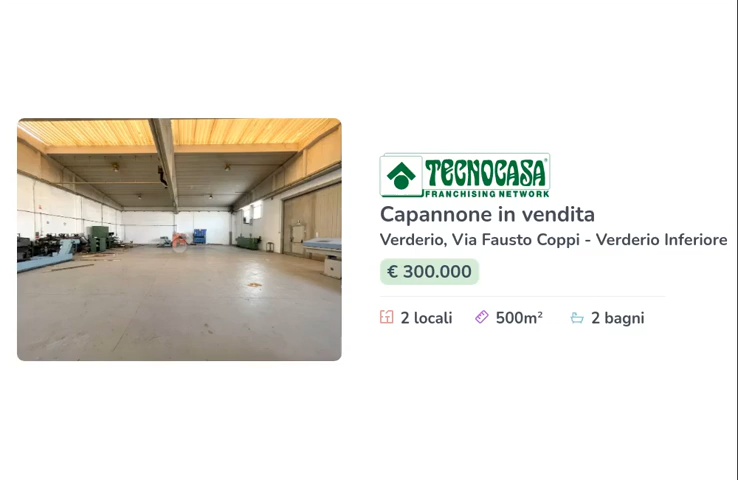 TECNOCASA
FRANCHISING NETWORK
Capannone in vendita
Verderio, Via Fausto Coppi - Verderio Inferiore
€ 300.000
2 locali 500m² 2 bagni